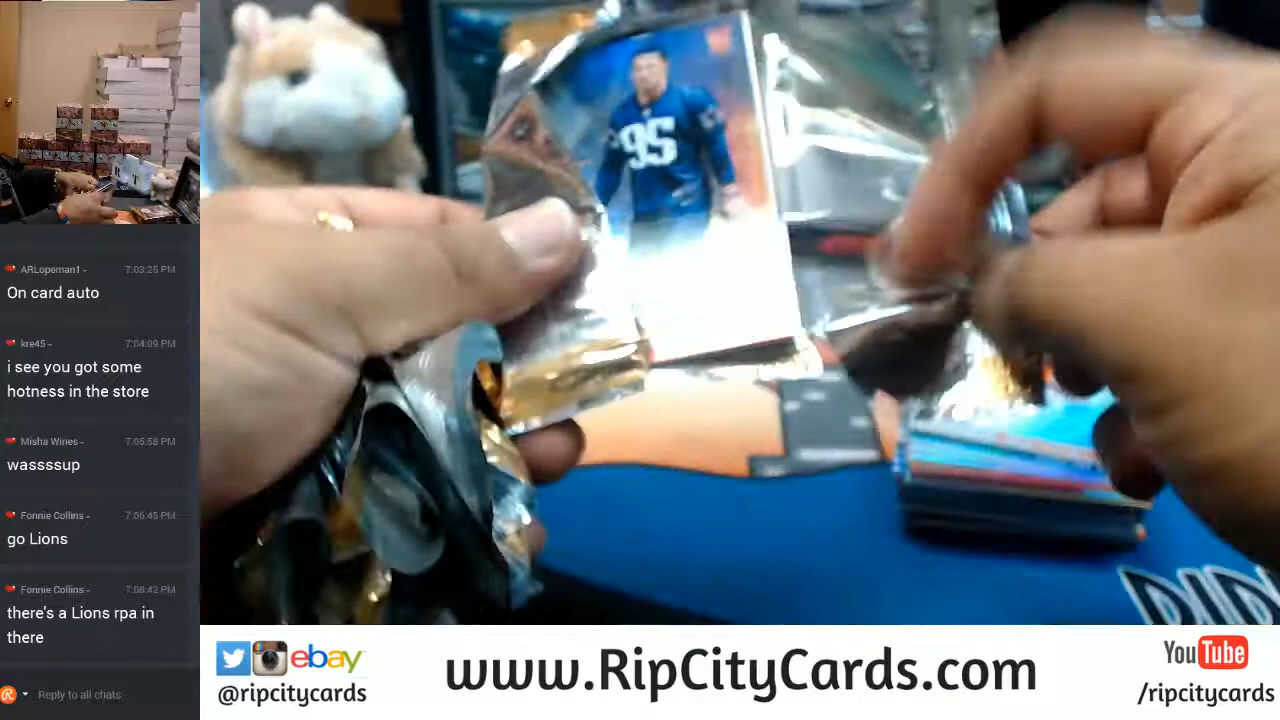 ARLopeman1 - 7:03:25 PM
On card auto
kre45 - 7:04:09 PM
i see you got some
hotness in the store
Misha Wines - 7:05:58 PM
wassssup
Fonnie Collins - 7:06:45 PM
go Lions
Fonnie Collins - 7:08:42 PM
there's a Lions rpa in
there
Reply to all chats
95
ebay
@ripcitycards
www.RipCityCards.com
YouTube
/ripcitycards